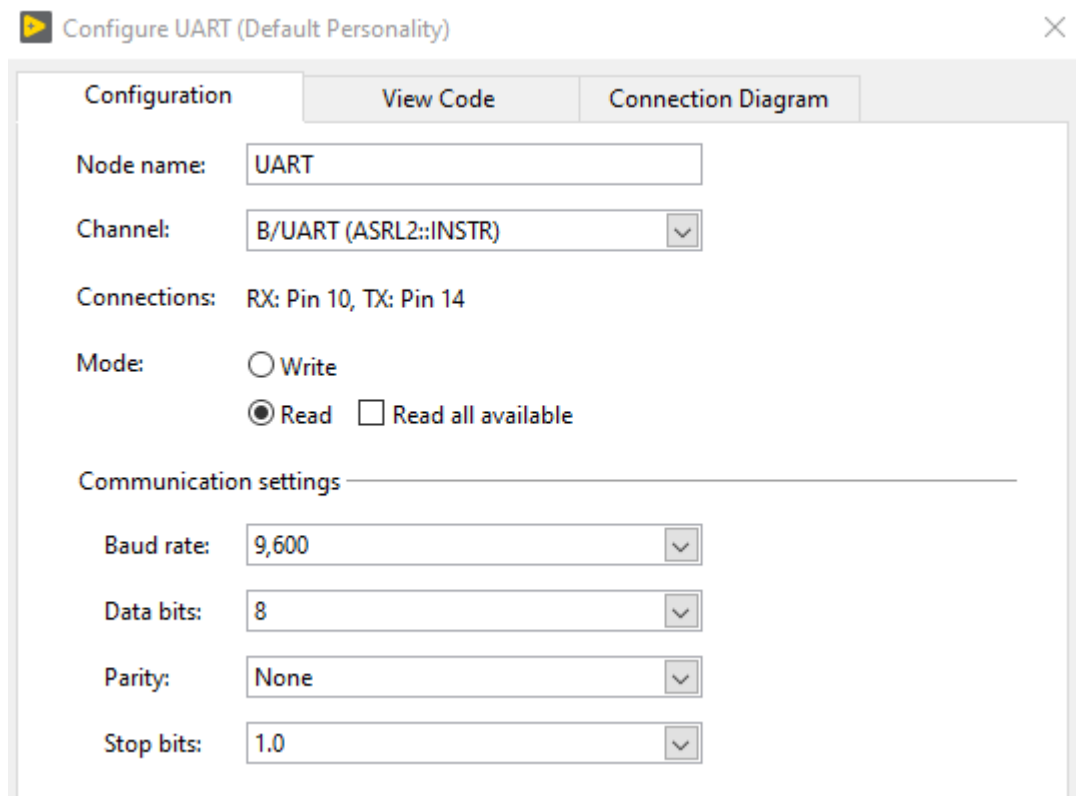 Configure UART (Default Personality)
Configuration View Code Connection Diagram
Node name: UART
Channel: B/UART (ASRL2::INSTR)
Connections: RX: Pin 10, TX: Pin 14
Mode: Write
Read Read all available
Communication settings
Baud rate: 9,600
Data bits: 8
Parity: None
Stop bits: 1.0